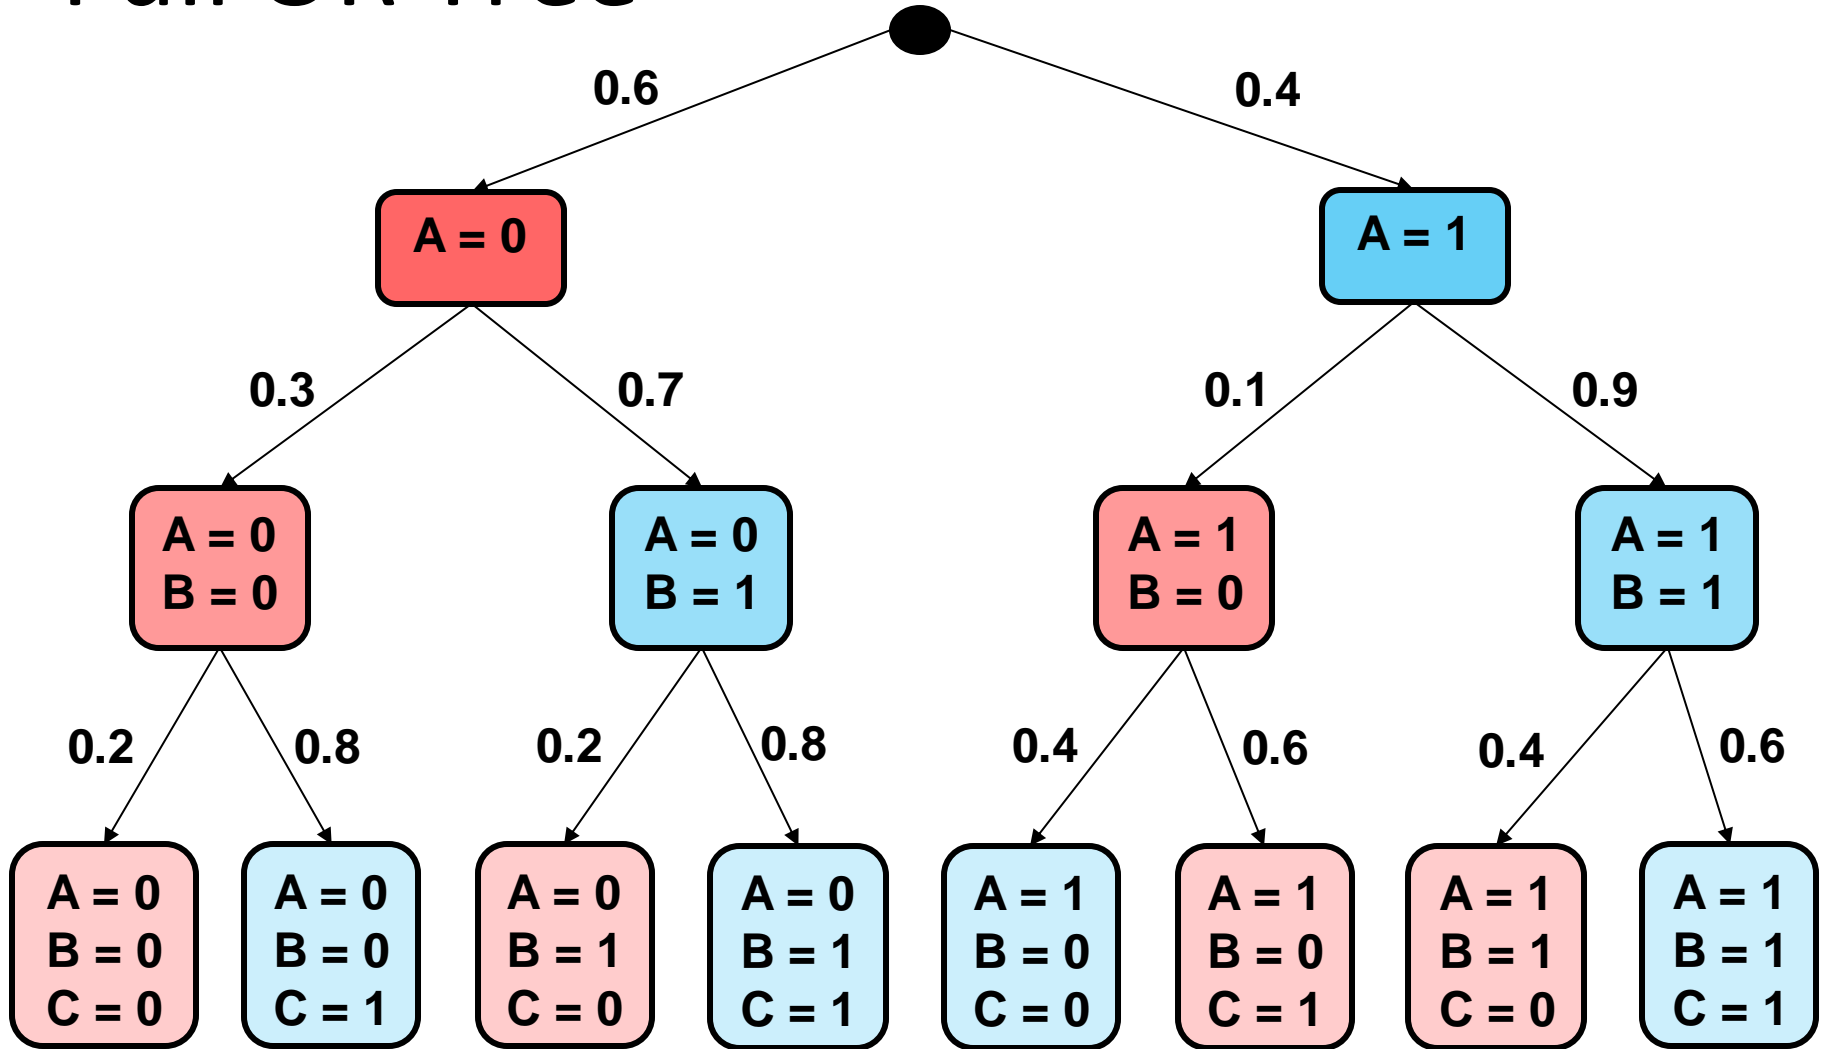 0.6
0.4
A = 0
A = 1
0.3
0.7
0.1
0.9
A = 0
B = 0
A = 0
B = 1
A = 1
B = 0
A = 1
B = 1
0.2
0.8
0.2
0.8
0.4
0.6
0.4
0.6
A = 0
B = 0
C = 0
A = 0
B = 0
C = 1
A = 0
B = 1
C = 0
A = 0
B = 1
C = 1
A = 1
B = 0
C = 0
A = 1
B = 0
C = 1
A = 1
B = 1
C = 0
A = 1
B = 1
C = 1